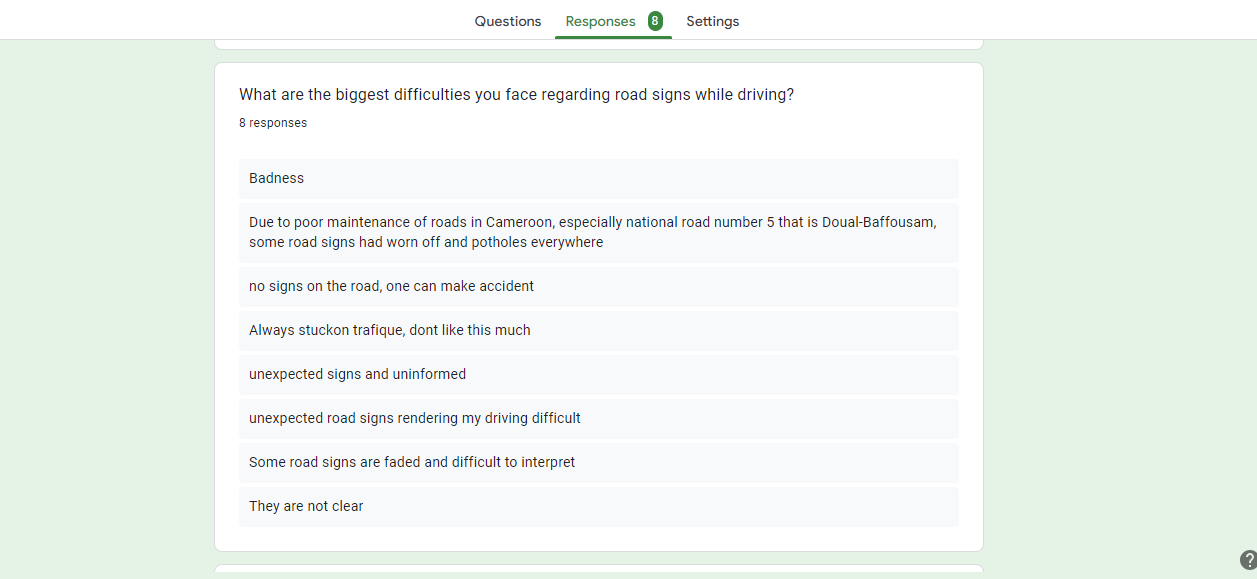 Questions Responses 8 Settings
What are the biggest difficulties you face regarding road signs while driving?
8 responses
Badness
Due to poor maintenance of roads in Cameroon, especially national road number 5 that is Doual-Baffousam,
some road signs had worn off and potholes everywhere
no signs on the road, one can make accident
Always stuckon trafique, dont like this much
unexpected signs and uninformed
unexpected road signs rendering my driving difficult
Some road signs are faded and difficult to interpret
They are not clear
?